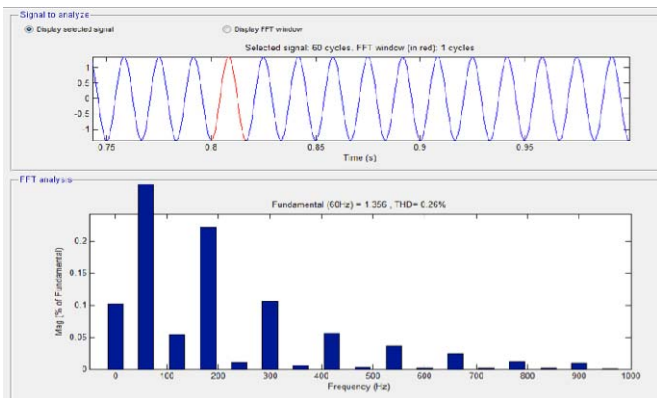 Signal to analyze
Display selected signal Display FFT window
Selected signal: 60 cycles. FFT window (in red): 1 cycles
1
0.5
0
-0.5
1
0.75 0.8 0.85 0.9 0.95
Time (s)
FFT analysis
Fundamental (60Hz) = 1.356 , THD= 0.26%
Mag (% of Fundamental)
0.2
0.15
0.1
0.05
0
0 100 200 300 400 500 600 700 800 900 1000
Frequency (Hz)